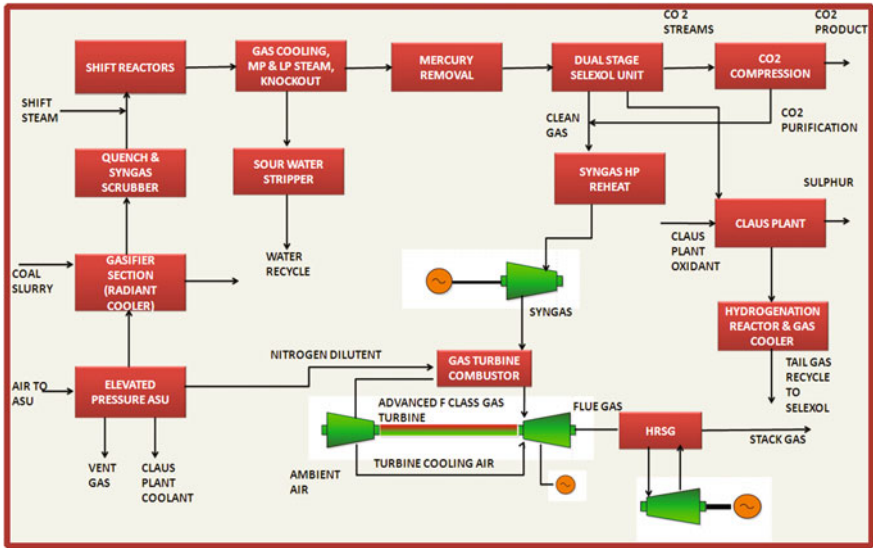 CO 2
STREAMS
CO2
PRODUCT
SHIFT REACTORS
GAS COOLING,
MP & LP STEAM,
KNOCKOUT
MERCURY
REMOVAL
DUAL STAGE
SELEXOL UNIT
CO2
COMPRESSION
SHIFT
STEAM
CLEAN
GAS
CO2
PURIFICATION
QUENCH &
SYNGAS
SCRUBBER
SOUR WATER
STRIPPER
SYNGAS HP
REHEAT
SULPHUR
CLAUS PLANT
CLAUS
PLANT
OXIDANT
COAL
SLURRY
GASIFIER
SECTION
(RADIANT
COOLER)
WATER
RECYCLE
SYNGAS
HYDROGENATION
REACTOR & GAS
COOLER
NITROGEN DILUTENT
GAS TURBINE
COMBUSTOR
TAIL GAS
RECYCLE TO
SELEXOL
AIR TO
ASU
ELEVATED
PRESSURE ASU
ADVANCED F CLASS GAS
TURBINE
FLUE GAS
HRSG
STACK GAS
VENT
GAS
CLAUS
PLANT
COOLANT
AMBIENT
AIR
TURBINE COOLING AIR